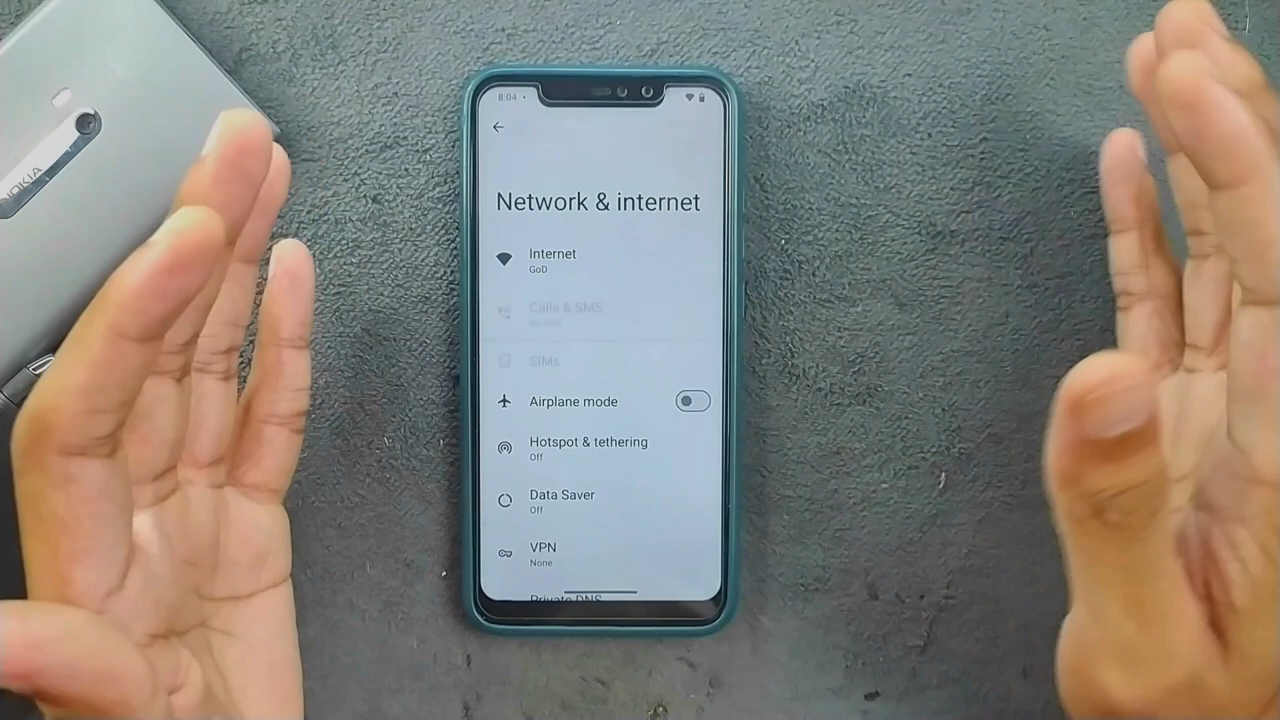 NOKIA
8:04
Network & internet
Internet
GoD
Calls & SMS
SIMs
Airplane mode
Hotspot & tethering
Off
Data Saver
Off
VPN
None
Private DNS